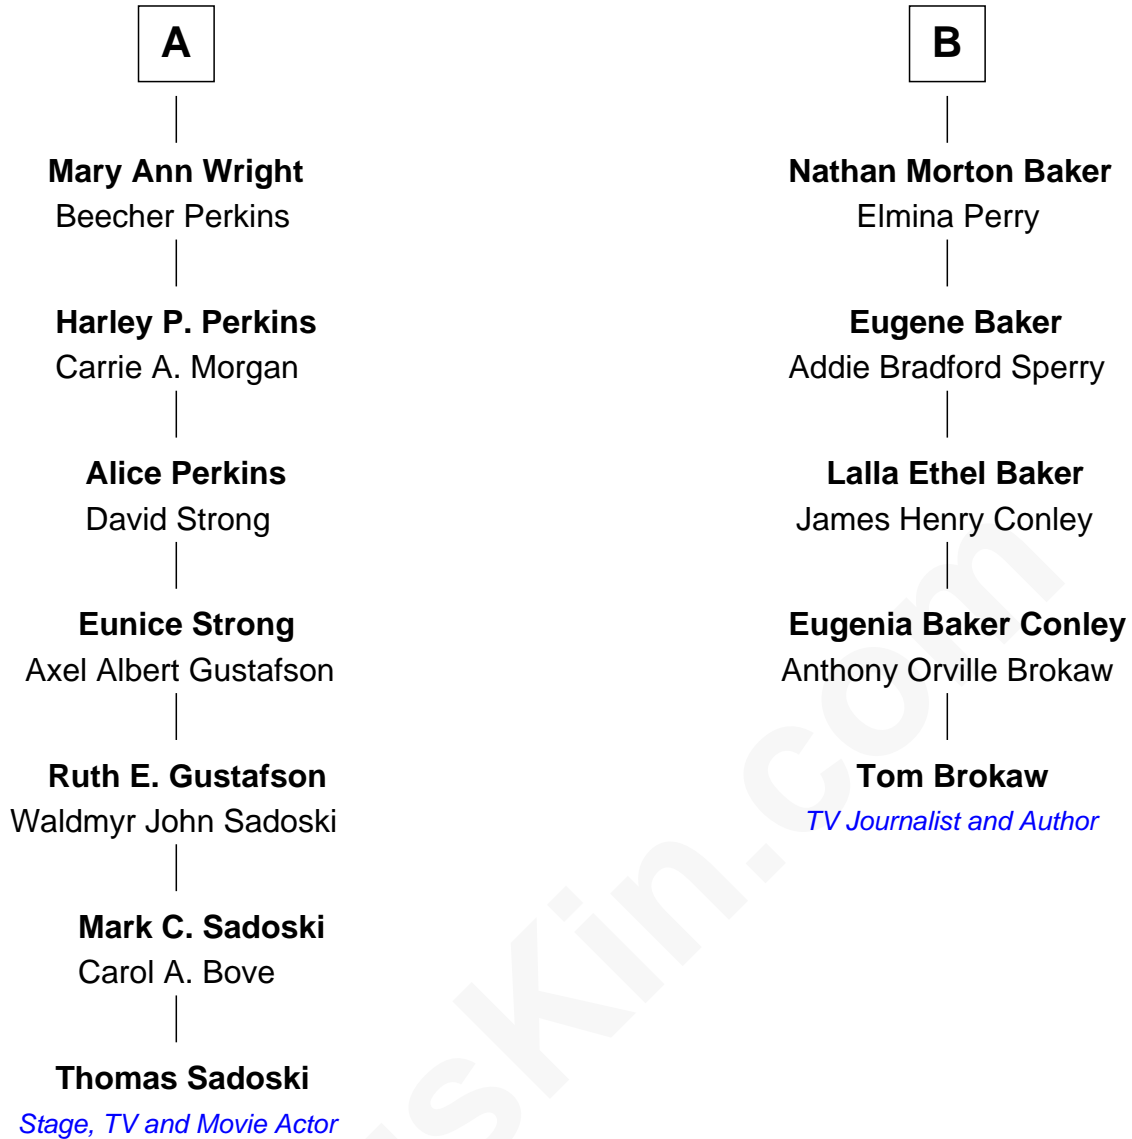 A
Mary Ann Wright
Beecher Perkins
Harley P. Perkins
Carrie A. Morgan
Alice Perkins
David Strong
Eunice Strong
Axel Albert Gustafson
Ruth E. Gustafson
Waldmyr John Sadoski
Mark C. Sadoski
Carol A. Bove
Thomas Sadoski
Stage, TV and Movie Actor
B
Nathan Morton Baker
Elmina Perry
Eugene Baker
Addie Bradford Sperry
Lalla Ethel Baker
James Henry Conley
Eugenia Baker Conley
Anthony Orville Brokaw
Tom Brokaw
TV Journalist and Author
usKin.com